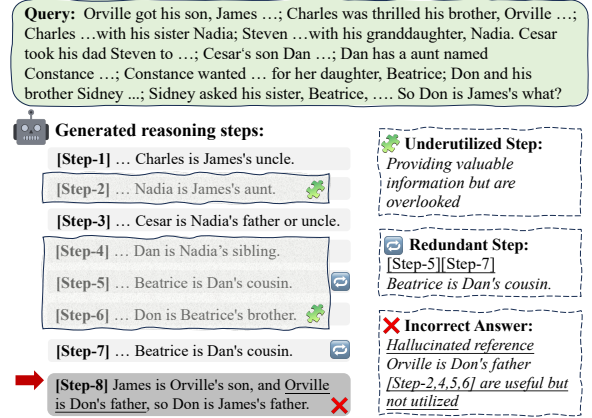 Query: Orville got his son, James …; Charles was thrilled his brother, Orville …;
Charles …with his sister Nadia; Steven …with his granddaughter, Nadia. Cesar
took his dad Steven to …; Cesar's son Dan …; Dan has a aunt named
Constance …; Constance wanted … for her daughter, Beatrice; Don and his
brother Sidney ...; Sidney asked his sister, Beatrice, …. So Don is James's what?
Generated reasoning steps:
[Step-1] … Charles is James's uncle.
[Step-2] … Nadia is James's aunt.
[Step-3] … Cesar is Nadia's father or uncle.
[Step-4] … Dan is Nadia's sibling.
[Step-5] … Beatrice is Dan's cousin.
[Step-6] … Don is Beatrice's brother.
[Step-7] … Beatrice is Dan's cousin.
[Step-8] James is Orville's son, and Orville
is Don's father, so Don is James's father.
Underutilized Step:
Providing valuable
information but are
overlooked
Redundant Step:
[Step-5][Step-7]
Beatrice is Dan's cousin.
Incorrect Answer:
Hallucinated reference
Orville is Don's father
[Step-2,4,5,6] are useful but
not utilized